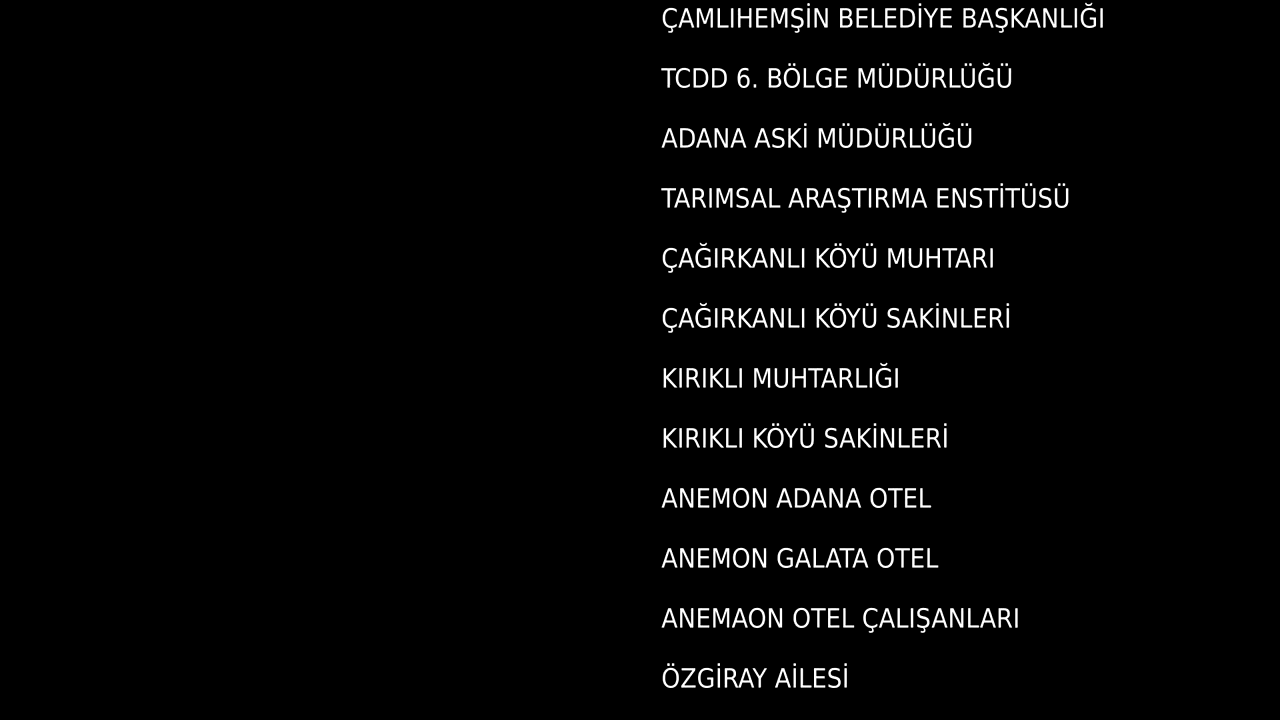 ÇAMLIHEMŞİN BELEDİYE BAŞKANLIĞI
TCDD 6. BÖLGE MÜDÜRLÜĞÜ
ADANA ASKİ MÜDÜRLÜĞÜ
TARIMSAL ARAŞTIRMA ENSTİTÜSÜ
ÇAĞIRKANLI KÖYÜ MUHTARI
ÇAĞIRKANLI KÖYÜ SAKİNLERİ
KIRIKLI MUHTARLIĞI
KIRIKLI KÖYÜ SAKİNLERİ
ANEMON ADANA OTEL
ANEMON GALATA OTEL
ANEMAON OTEL ÇALIŞANLARI
ÖZGİRAY AİLESİ